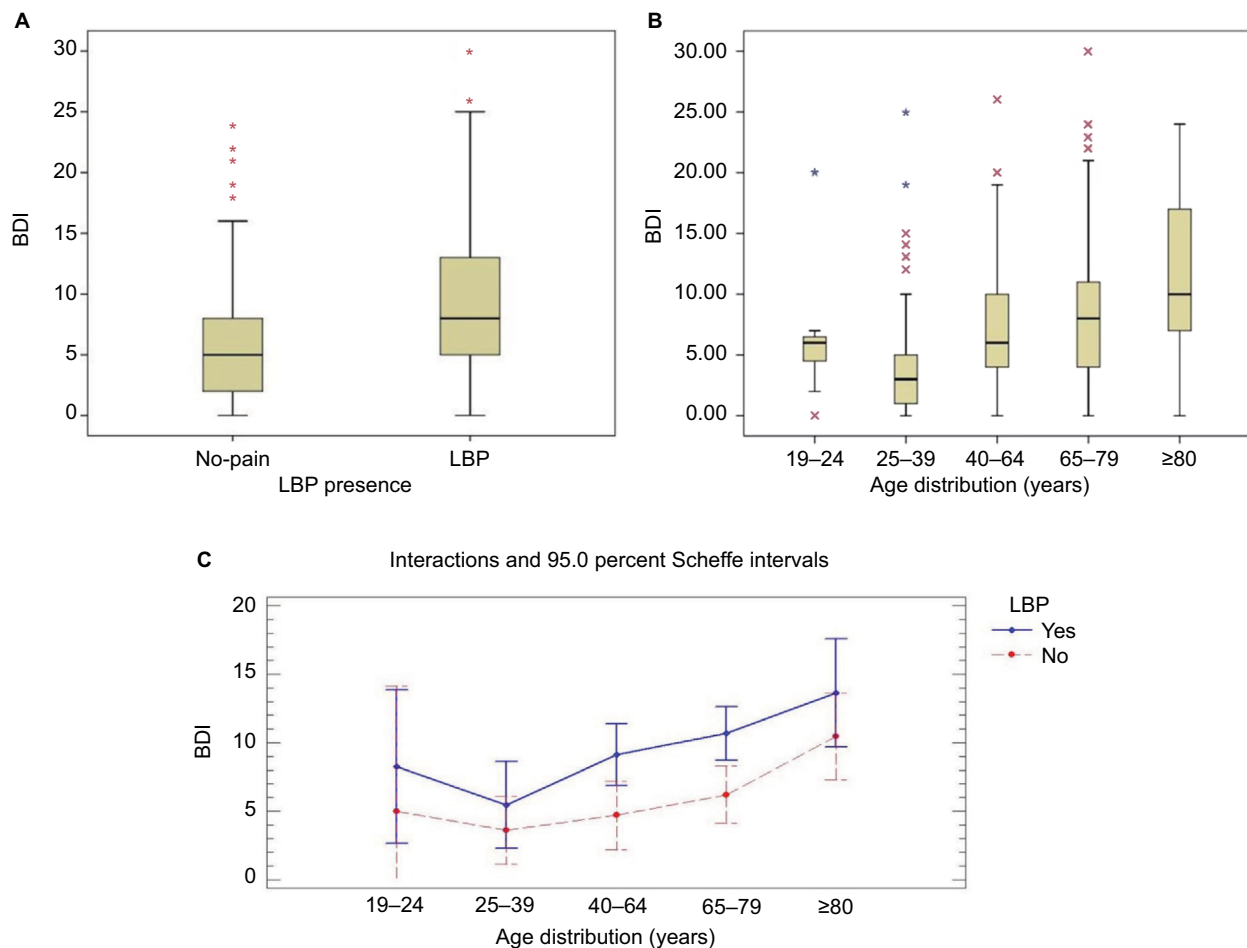 A
30
25
20
15
10
5
0
BDI
No-pain LBP
LBP presence
B
30.00
25.00
20.00
15.00
10.00
5.00
0.00
BDI
19–24 25–39 40–64 65–79 ≥80
Age distribution (years)
C Interactions and 95.0 percent Scheffe intervals
20
15
10
5
0
BDI
19–24 25–39 40–64 65–79 ≥80
Age distribution (years)
LBP
Yes
No